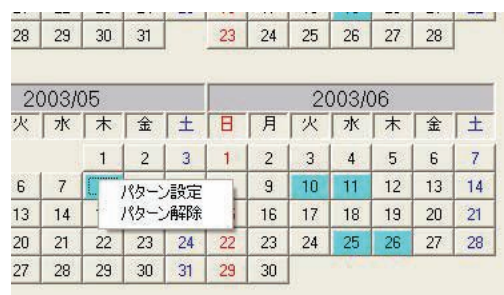 28 29 30 31 23 24 25 26 27 28
2003/05 2003/06
火 水 木 金 土 日 月 火 水 木 金 土
1 2 3 1 2 3 4 5 6 7
6 7 パターン設定 9 10 11 12 13 14
13 14 パターン解除 16 17 18 19 20 21
20 21 22 23 24 22 23 24 25 26 27 28
27 28 29 30 31 29 30